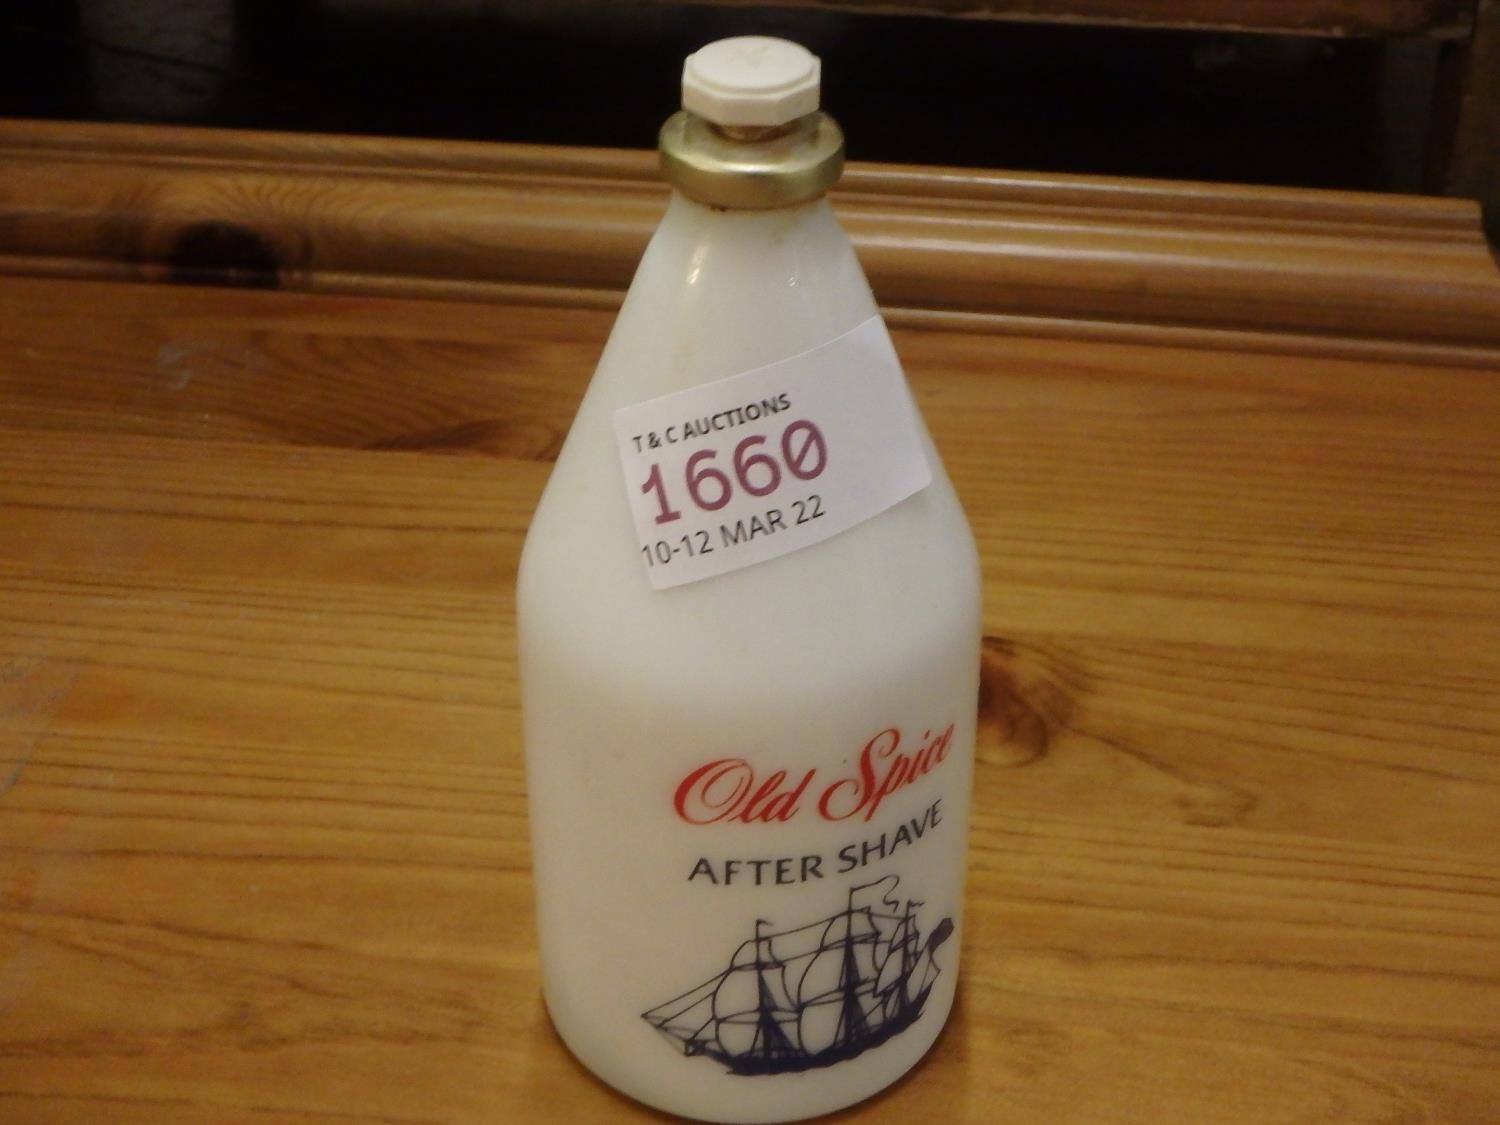 T & C AUCTIONS
1660
10-12 MAR 22
Old Spice
AFTER SHAVE